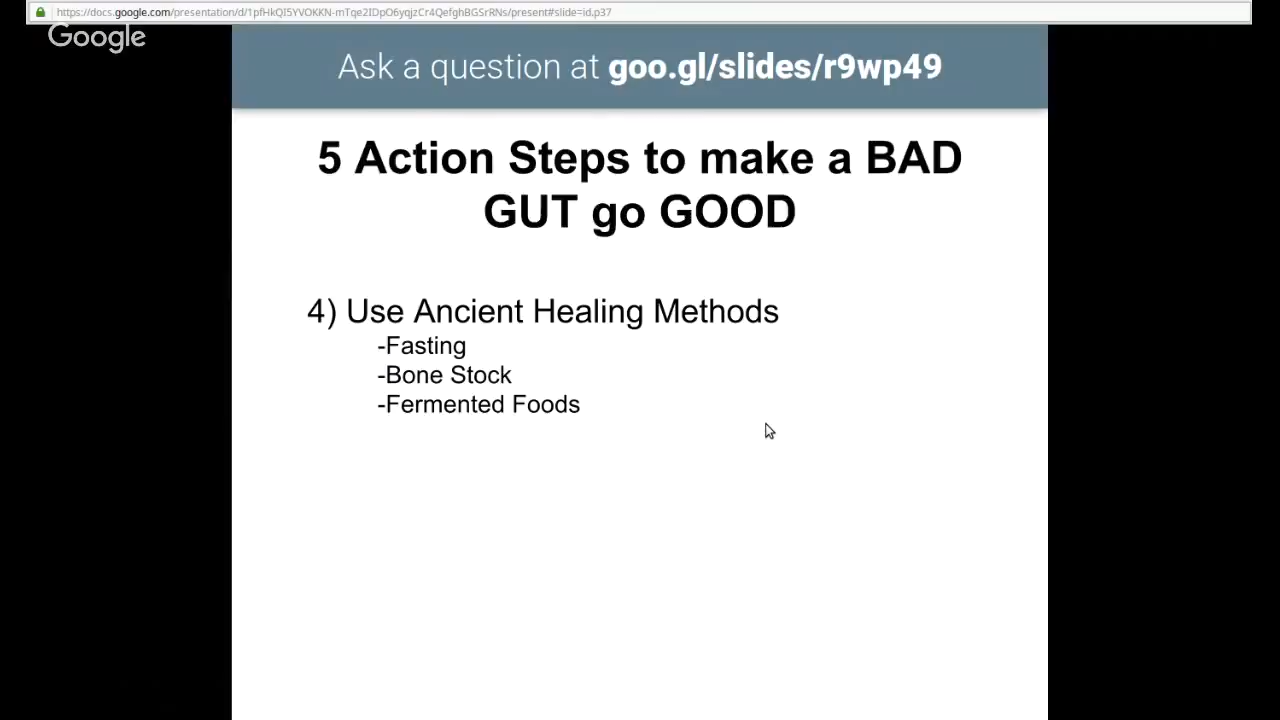 https://docs.google.com/presentation/d/1pfHkQI5YVOKKN-mTqe2IDpO6yqjzCr4QefghBGSrRNs/present#slide=id.p37
Google
Ask a question at goo.gl/slides/r9wp49
5 Action Steps to make a BAD
GUT go GOOD
4) Use Ancient Healing Methods
-Fasting
-Bone Stock
-Fermented Foods